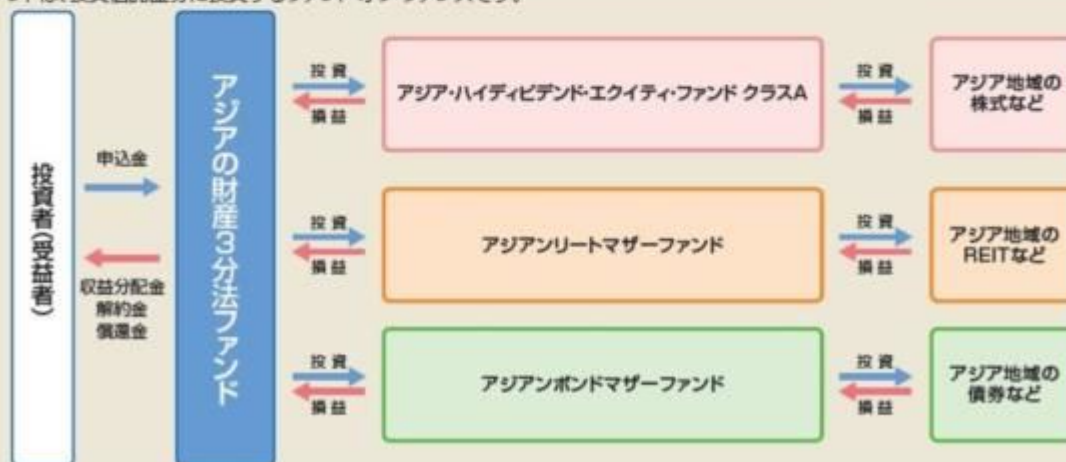 投資者(受益者)
申込金
収益分配金
解約金
償還金
アジアの財産3分法ファンド
投資
損益
アジア・ハイディビデンド・エクイティ・ファンド クラスA
投資
損益
アジア地域の
株式など
投資
損益
アジアンリートマザーファンド
投資
損益
アジア地域の
REITなど
投資
損益
アジアンボンドマザーファンド
投資
損益
アジア地域の
債券など